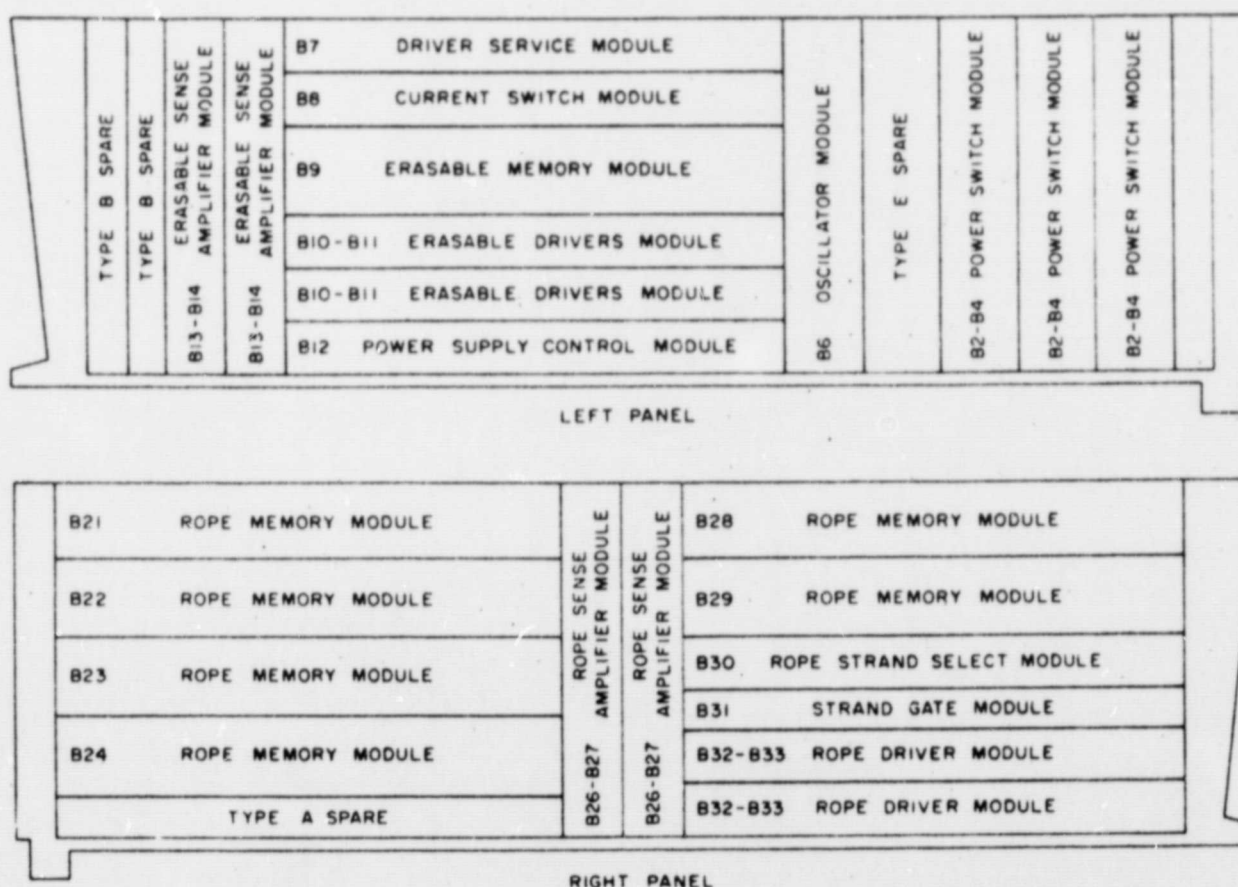 TYPE B SPARE
TYPE B SPARE
B13-B14 ERASABLE SENSE
AMPLIFIER MODULE
B13-B14 ERASABLE SENSE
AMPLIFIER MODULE
B7 DRIVER SERVICE MODULE
B8 CURRENT SWITCH MODULE
B9 ERASABLE MEMORY MODULE
B10-B11 ERASABLE DRIVERS MODULE
B10-B11 ERASABLE DRIVERS MODULE
B12 POWER SUPPLY CONTROL MODULE
B6 OSCILLATOR MODULE
TYPE E SPARE
B2-B4 POWER SWITCH MODULE
B2-B4 POWER SWITCH MODULE
B2-B4 POWER SWITCH MODULE
LEFT PANEL
B21 ROPE MEMORY MODULE
B22 ROPE MEMORY MODULE
B23 ROPE MEMORY MODULE
B24 ROPE MEMORY MODULE
TYPE A SPARE
B26-B27 ROPE SENSE
AMPLIFIER MODULE
B26-B27 ROPE SENSE
AMPLIFIER MODULE
B28 ROPE MEMORY MODULE
B29 ROPE MEMORY MODULE
B30 ROPE STRAND SELECT MODULE
B31 STRAND GATE MODULE
B32-B33 ROPE DRIVER MODULE
B32-B33 ROPE DRIVER MODULE
RIGHT PANEL